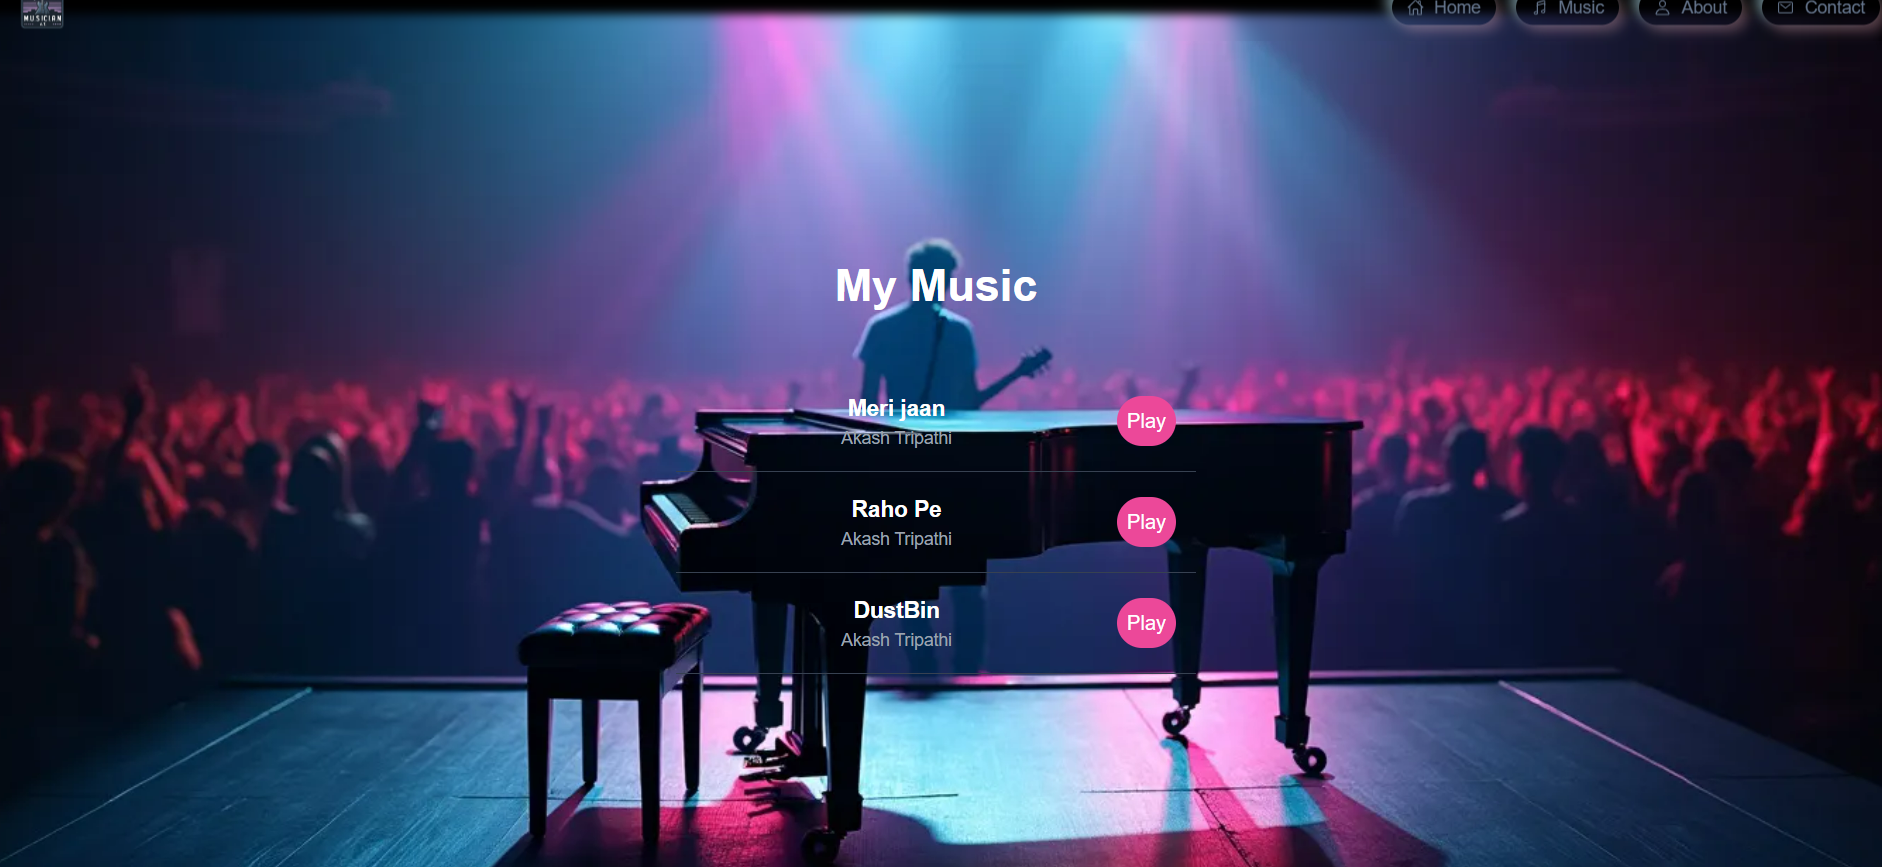 MUSICIAN
Home
Music
About
Contact
My Music
Meri jaan
Akash Tripathi
Play
Raho Pe
Akash Tripathi
Play
DustBin
Akash Tripathi
Play